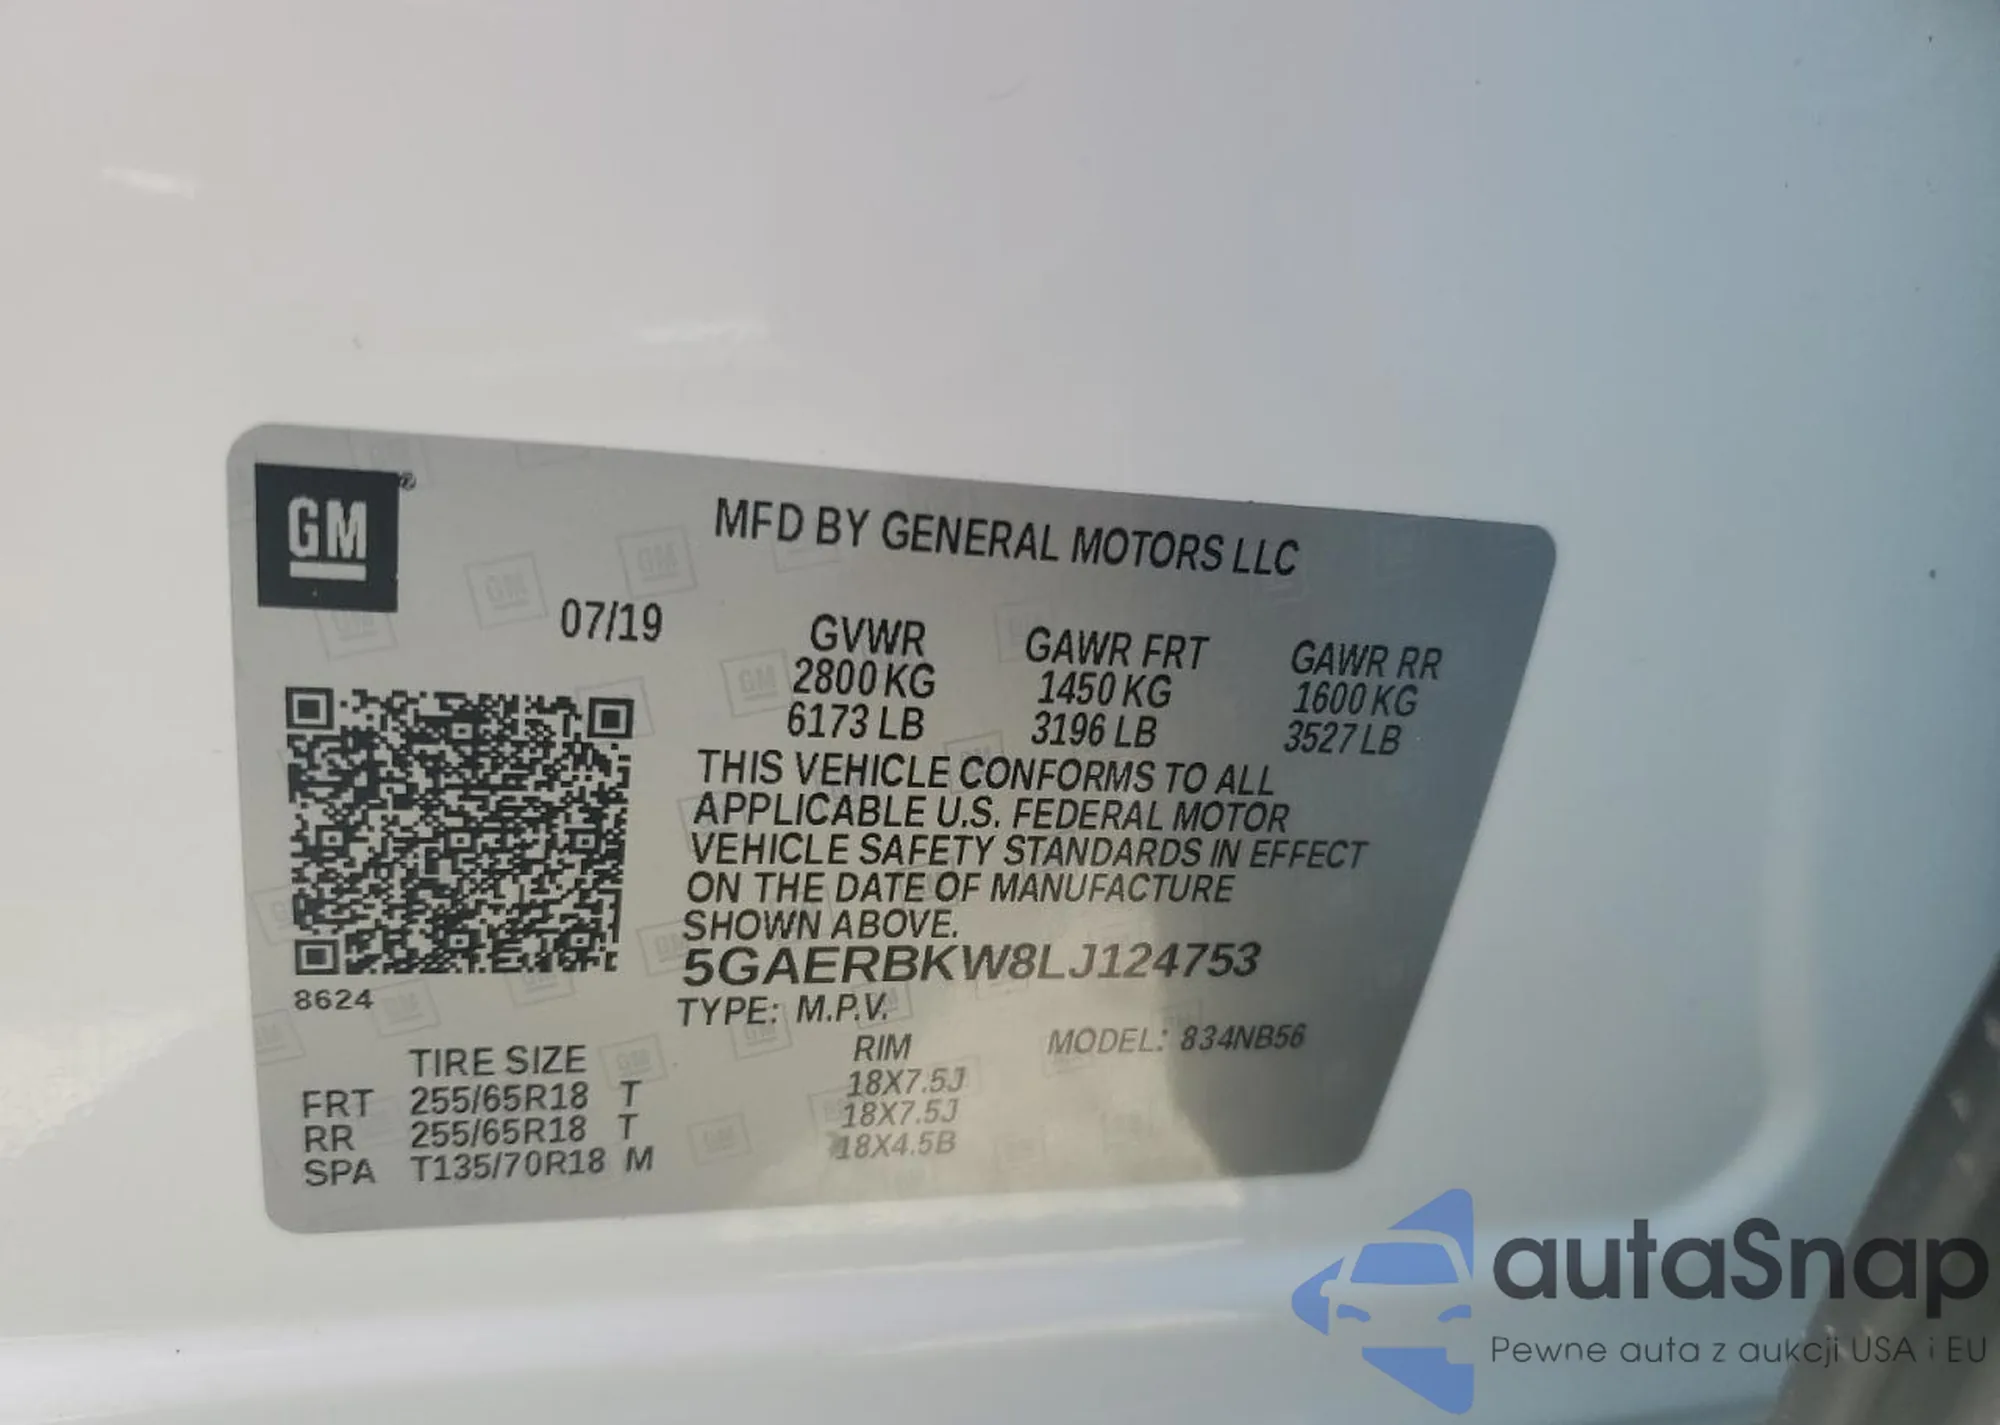 GM®
MFD BY GENERAL MOTORS LLC
07/19
GVWR GAWR FRT GAWR RR
2800 KG 1450 KG 1600 KG
6173 LB 3196 LB 3527 LB
THIS VEHICLE CONFORMS TO ALL
APPLICABLE U.S. FEDERAL MOTOR
VEHICLE SAFETY STANDARDS IN EFFECT
ON THE DATE OF MANUFACTURE
SHOWN ABOVE.
5GAERBKW8LJ124753
8624
TYPE: M.P.V.
MODEL: 834NB56
TIRE SIZE RIM
FRT 255/65R18 T 18X7.5J
RR 255/65R18 T 18X7.5J
SPA T135/70R18 M 18X4.5B
autaSnap
Pewne auta z aukcji USA i EU